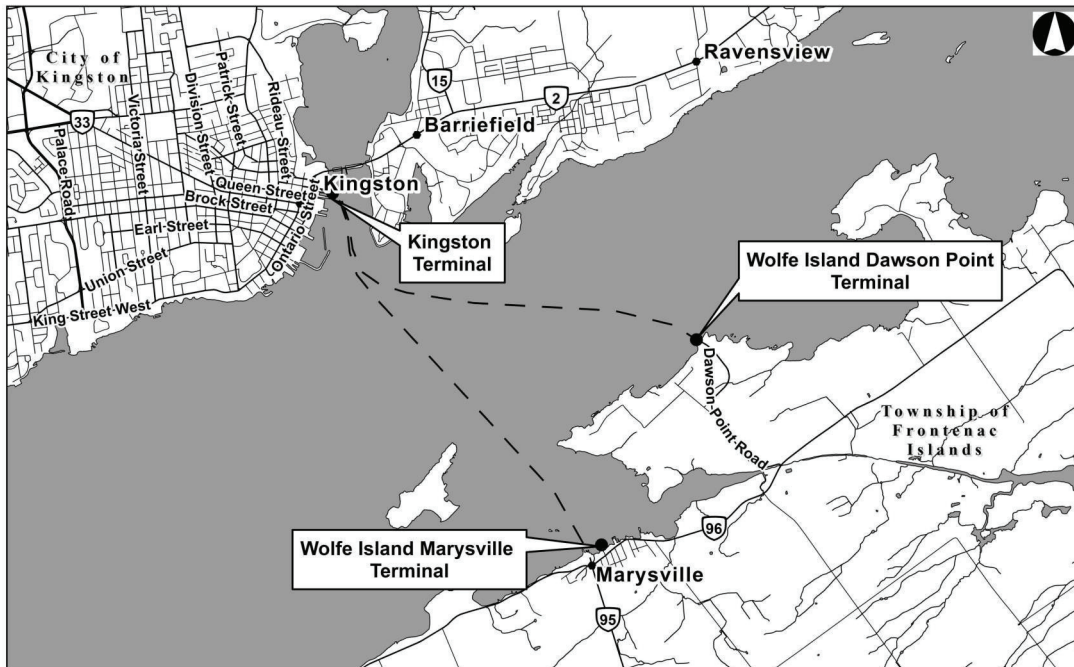 City of
Kingston
33
Palace Road
Victoria Street
Division Street
Patrick Street
Rideau Street
15
2
Ravensview
Barriefield
Kingston
Queen Street
Brock Street
Earl Street
Ontario Street
Union Street
King Street West
Kingston
Terminal
Wolfe Island Dawson Point
Terminal
Dawson Point Road
Township of
Frontenac
Islands
96
Wolfe Island Marysville
Terminal
Marysville
95